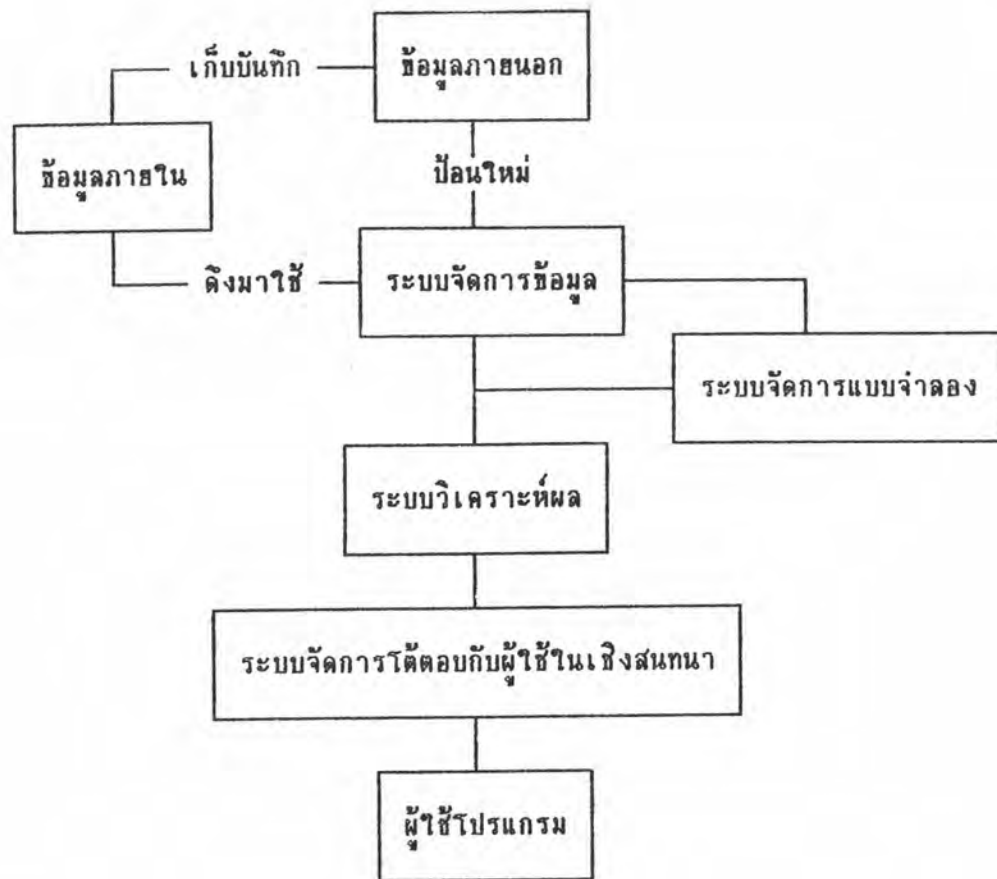 เก็บบันทึก
ข้อมูลภายนอก
ข้อมูลภายใน
ป้อนใหม่
ดึงมาใช้
ระบบจัดการข้อมูล
ระบบจัดการแบบจำลอง
ระบบวิเคราะห์ผล
ระบบจัดการโต้ตอบกับผู้ใช้ในเชิงสนทนา
ผู้ใช้โปรแกรม